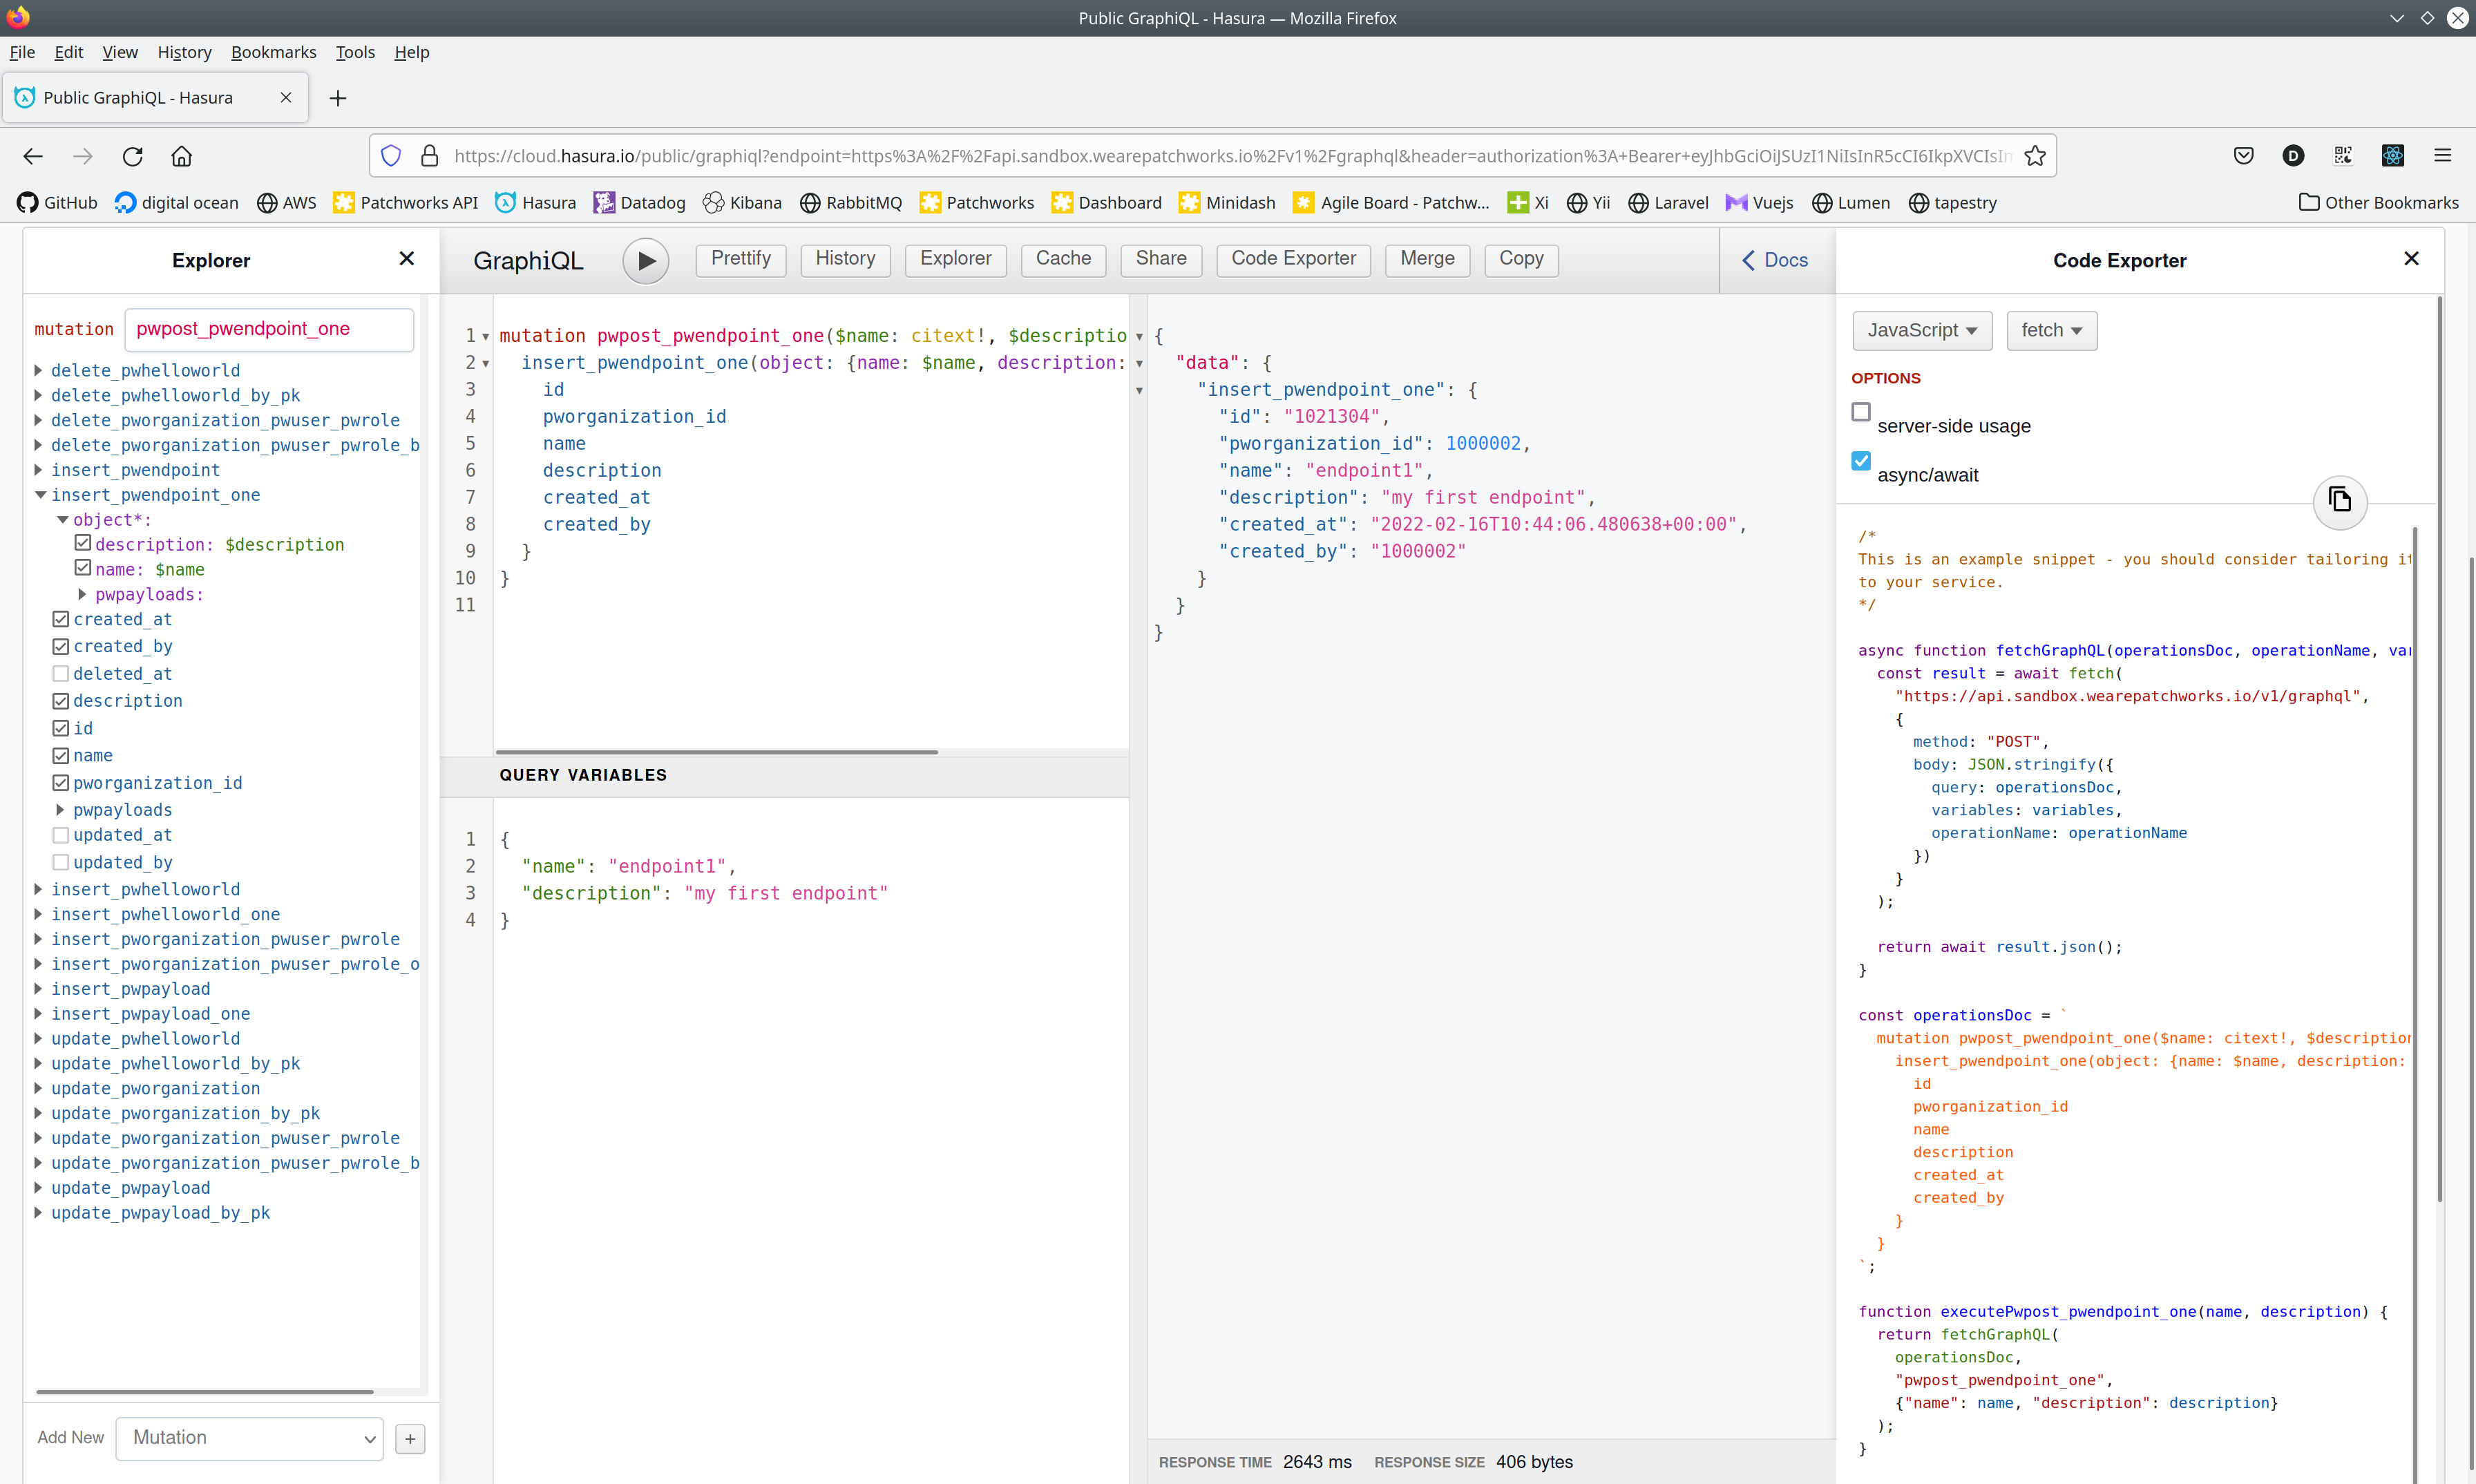 Public GraphiQL - Hasura — Mozilla Firefox
File Edit View History Bookmarks Tools Help
Public GraphiQL - Hasura
https://cloud.hasura.io/public/graphiql?endpoint=https%3A%2F%2Fapi.sandbox.wearepatchworks.io%2Fv1%2Fgraphql&header=authorization%3A+Bearer+eyJhbGciOiJSUzI1NiIsInR5cCI6IkpXVCIsIn
GitHub digital ocean AWS Patchworks API Hasura Datadog Kibana RabbitMQ Patchworks Dashboard Minidash Agile Board - Patchw... Xi Yii Laravel Vuejs Lumen tapestry Other Bookmarks
Explorer
mutation pwpost_pwendpoint_one
delete_pwhelloworld
delete_pwhelloworld_by_pk
delete_pworganization_pwuser_pwrole
delete_pworganization_pwuser_pwrole_b
insert_pwendpoint
insert_pwendpoint_one
object*:
description: $description
name: $name
pwpayloads:
created_at
created_by
deleted_at
description
id
name
pworganization_id
pwpayloads
updated_at
updated_by
insert_pwhelloworld
insert_pwhelloworld_one
insert_pworganization_pwuser_pwrole
insert_pworganization_pwuser_pwrole_o
insert_pwpayload
insert_pwpayload_one
update_pwhelloworld
update_pwhelloworld_by_pk
update_pworganization
update_pworganization_by_pk
update_pworganization_pwuser_pwrole
update_pworganization_pwuser_pwrole_b
update_pwpayload
update_pwpayload_by_pk
Add New Mutation +
GraphiQL Prettify History Explorer Cache Share Code Exporter Merge Copy Docs
1 mutation pwpost_pwendpoint_one($name: citext!, $descriptio
2 insert_pwendpoint_one(object: {name: $name, description:
3 id
4 pworganization_id
5 name
6 description
7 created_at
8 created_by
9 }
10 }
11
QUERY VARIABLES
1 {
2 "name": "endpoint1",
3 "description": "my first endpoint"
4 }
{
"data": {
"insert_pwendpoint_one": {
"id": "1021304",
"pworganization_id": 1000002,
"name": "endpoint1",
"description": "my first endpoint",
"created_at": "2022-02-16T10:44:06.480638+00:00",
"created_by": "1000002"
}
}
}
RESPONSE TIME 2643 ms RESPONSE SIZE 406 bytes
Code Exporter
JavaScript fetch
OPTIONS
server-side usage
async/await
/*
This is an example snippet - you should consider tailoring it
to your service.
*/
async function fetchGraphQL(operationsDoc, operationName, var
const result = await fetch(
"https://api.sandbox.wearepatchworks.io/v1/graphql",
{
method: "POST",
body: JSON.stringify({
query: operationsDoc,
variables: variables,
operationName: operationName
})
}
);
return await result.json();
}
const operationsDoc = `
mutation pwpost_pwendpoint_one($name: citext!, $description
insert_pwendpoint_one(object: {name: $name, description:
id
pworganization_id
name
description
created_at
created_by
}
}
`;
function executePwpost_pwendpoint_one(name, description) {
return fetchGraphQL(
operationsDoc,
"pwpost_pwendpoint_one",
{"name": name, "description": description}
);
}